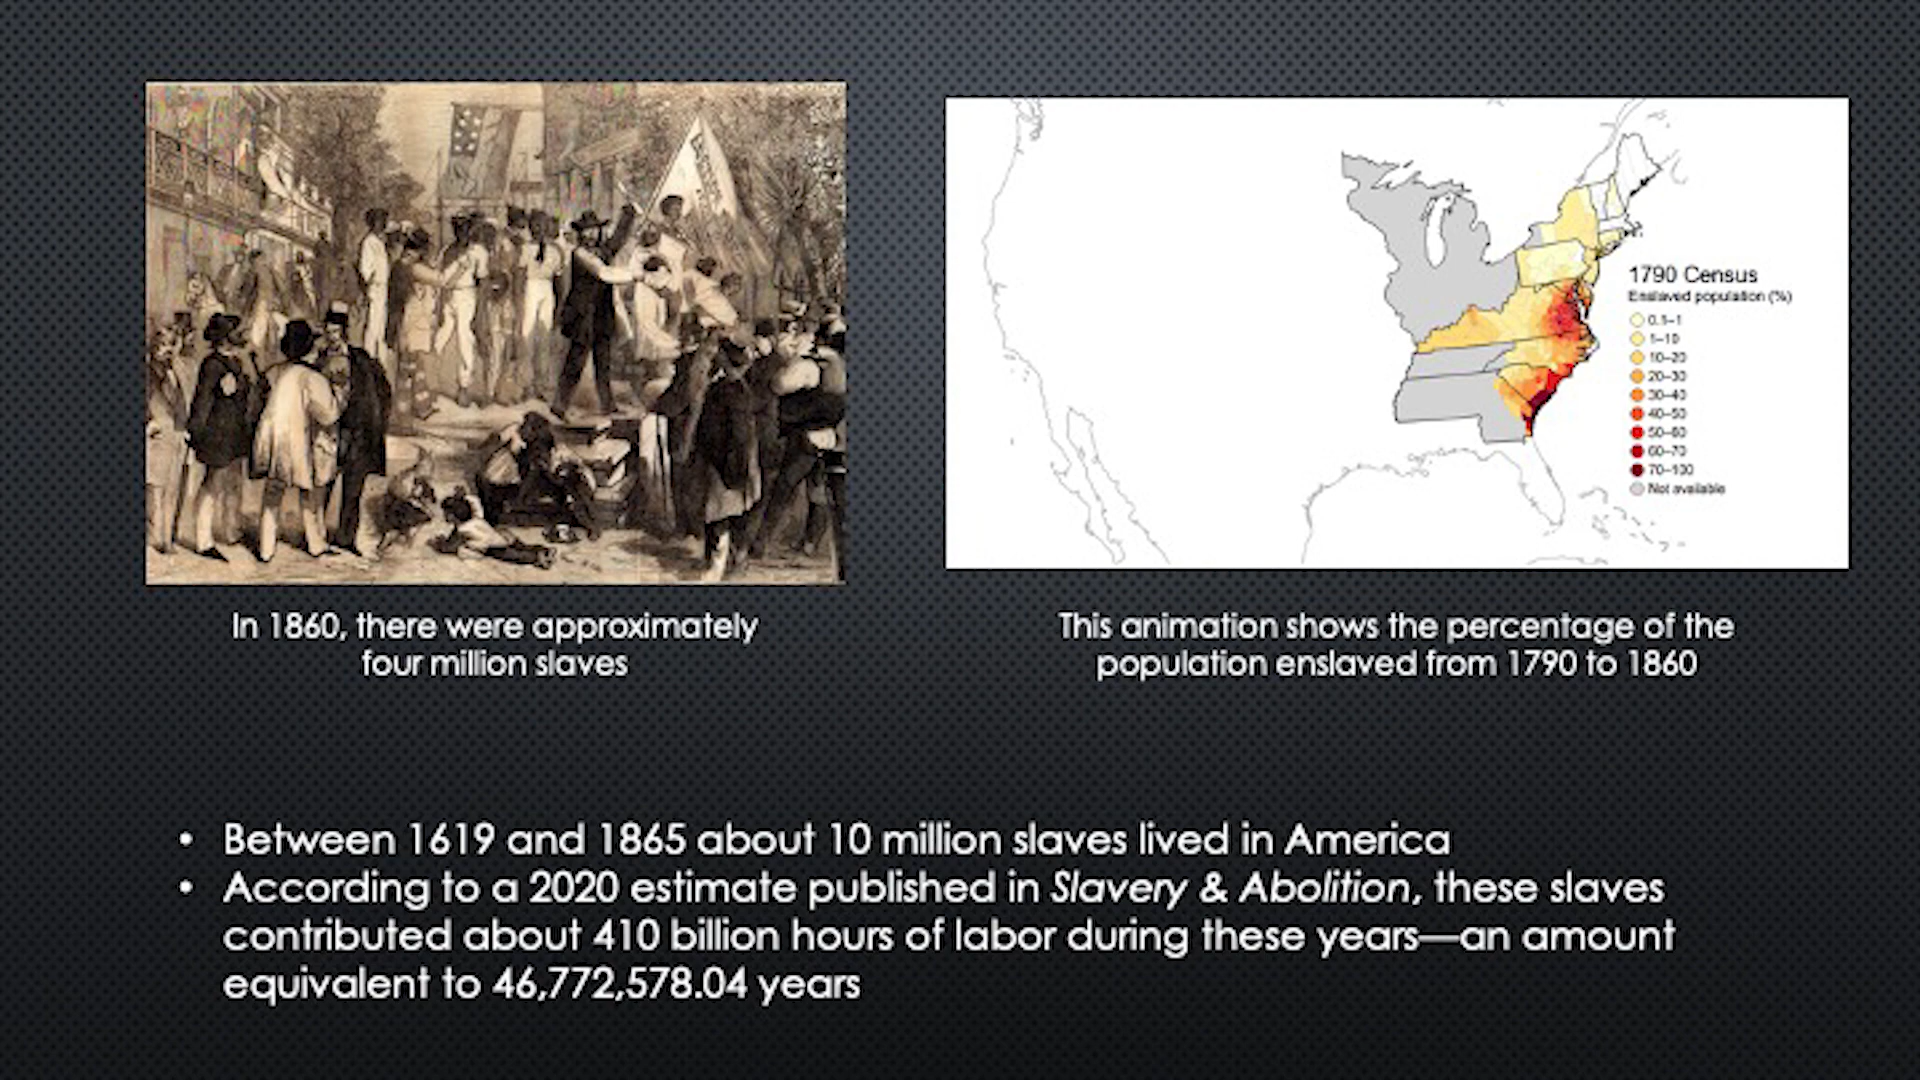 1790 Census
Enslaved population (%)
0.1–1
1–10
10–20
20–30
30–40
40–50
50–60
60–70
70–100
Not available
In 1860, there were approximately
four million slaves
This animation shows the percentage of the
population enslaved from 1790 to 1860
• Between 1619 and 1865 about 10 million slaves lived in America
• According to a 2020 estimate published in Slavery & Abolition, these slaves
contributed about 410 billion hours of labor during these years—an amount
equivalent to 46,772,578.04 years